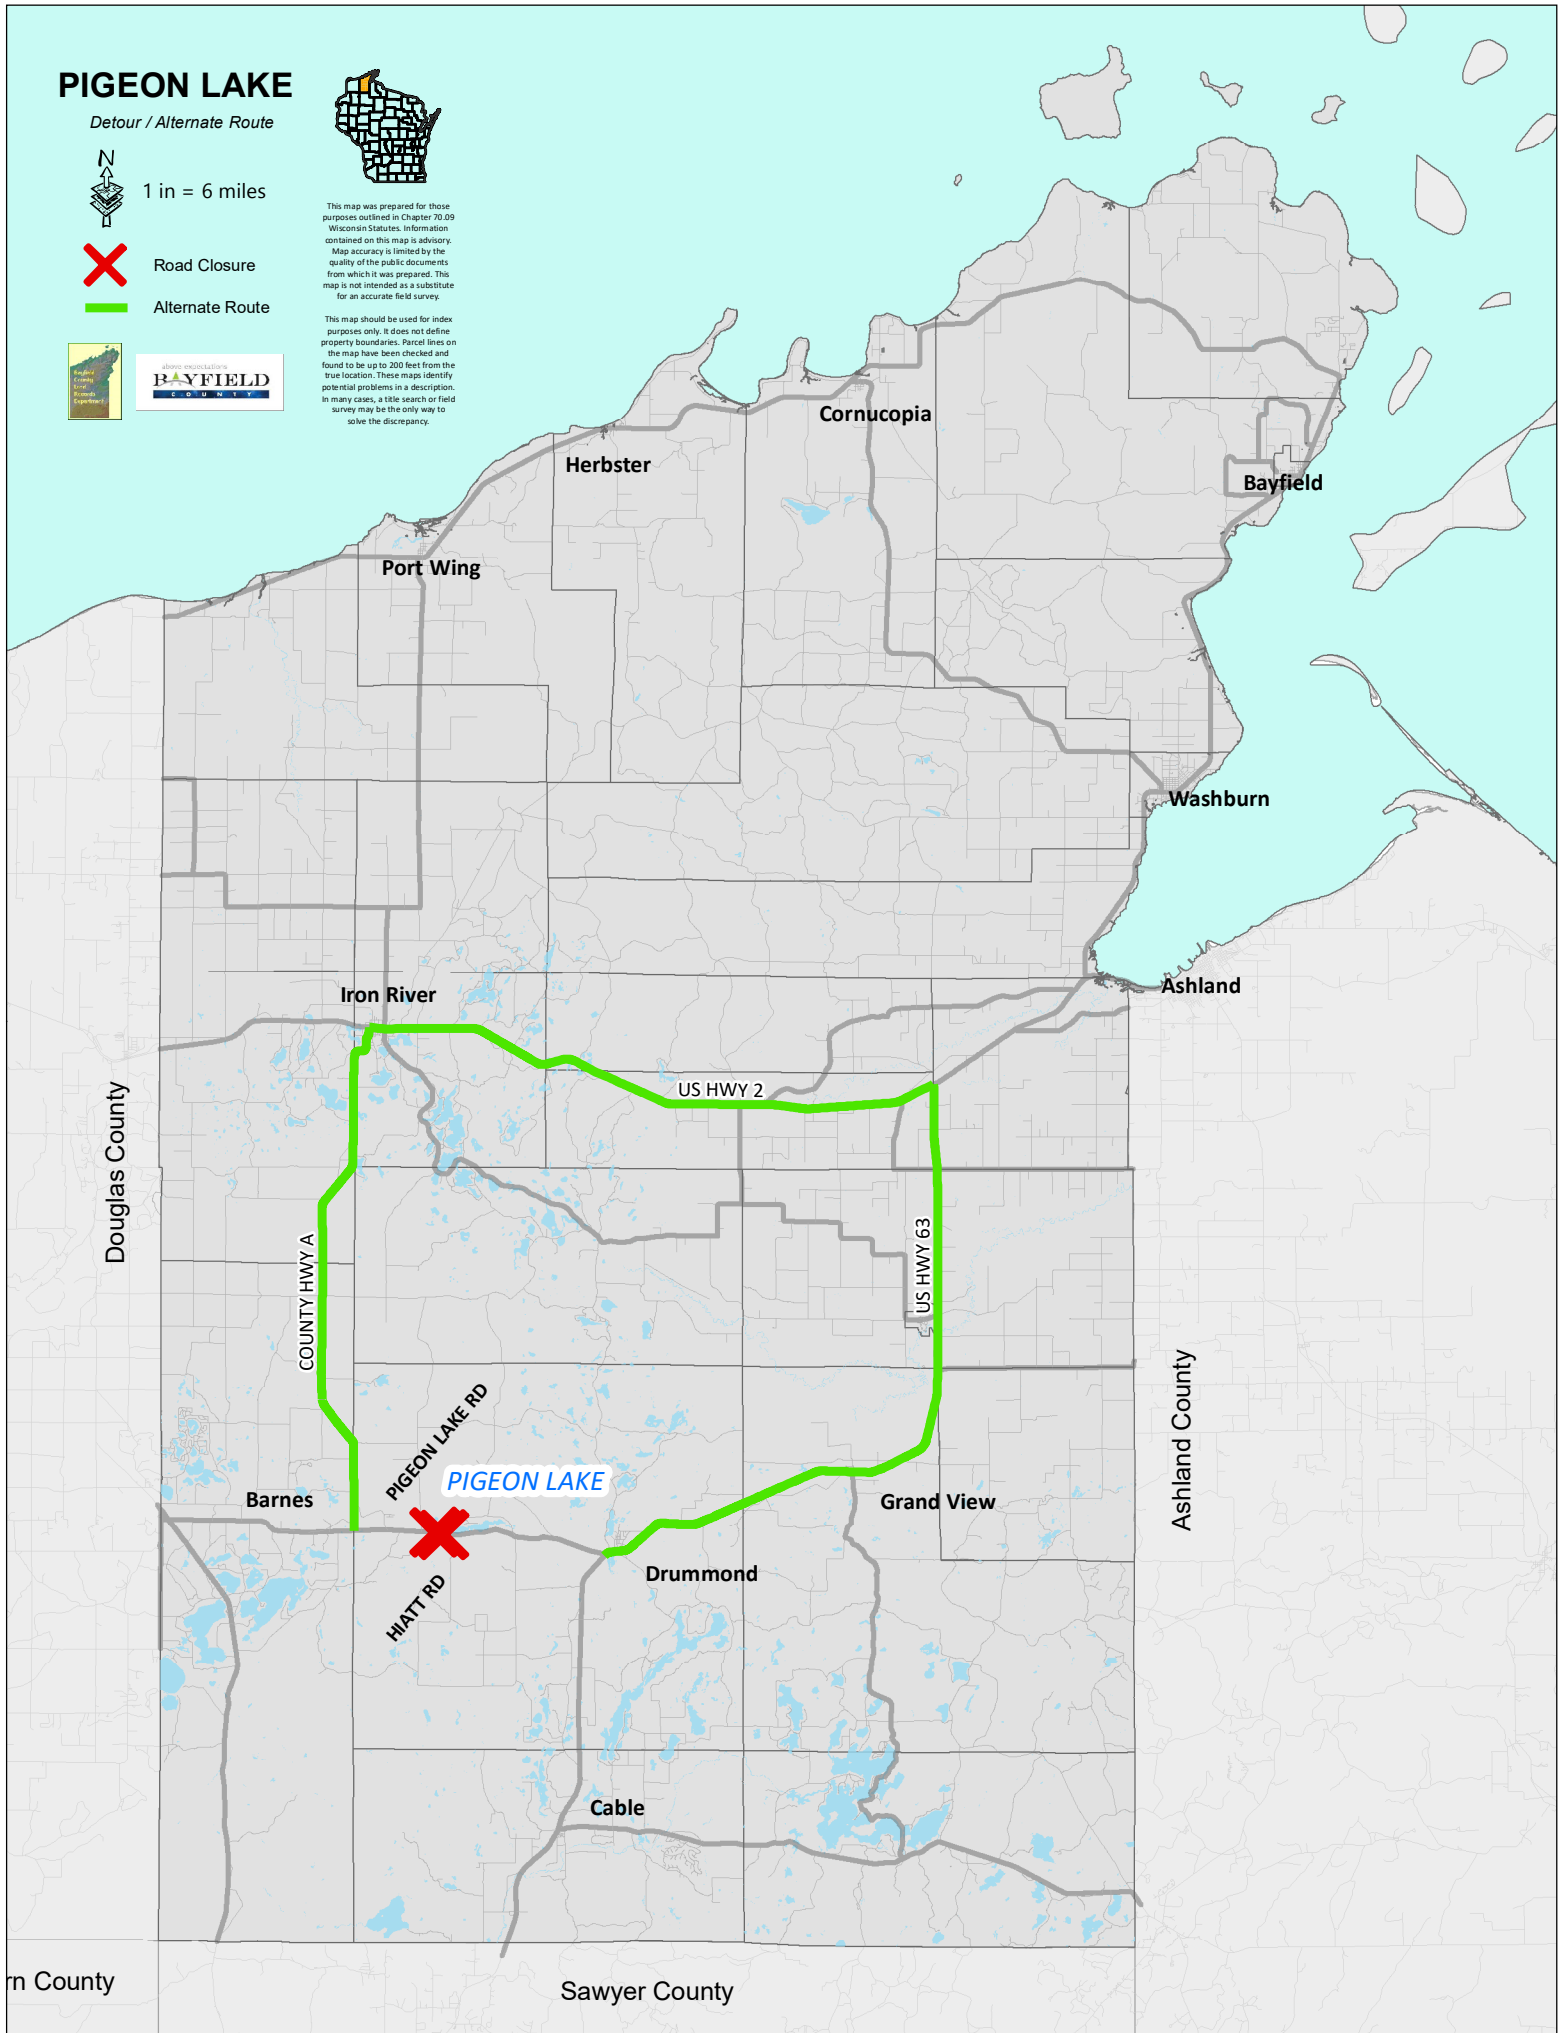 PIGEON LAKE
Detour / Alternate Route
N
1 in = 6 miles
Road Closure
Alternate Route
Bayfield
County
Land
Records
Department
above expectations
BAYFIELD
COUNTY
This map was prepared for those
purposes outlined in Chapter 70.09
Wisconsin Statutes. Information
contained on this map is advisory.
Map accuracy is limited by the
quality of the public documents
from which it was prepared. This
map is not intended as a substitute
for an accurate field survey.
This map should be used for index
purposes only. It does not define
property boundaries. Parcel lines on
the map have been checked and
found to be up to 200 feet from the
true location. These maps identify
potential problems in a description.
In many cases, a title search or field
survey may be the only way to
solve the discrepancy.
Cornucopia
Herbster
Bayfield
Port Wing
Washburn
Ashland
Iron River
US HWY 2
Douglas County
COUNTY HWY A
US HWY 63
Ashland County
PIGEON LAKE RD
PIGEON LAKE
Barnes
Grand View
Drummond
HIATT RD
Cable
rn County
Sawyer County